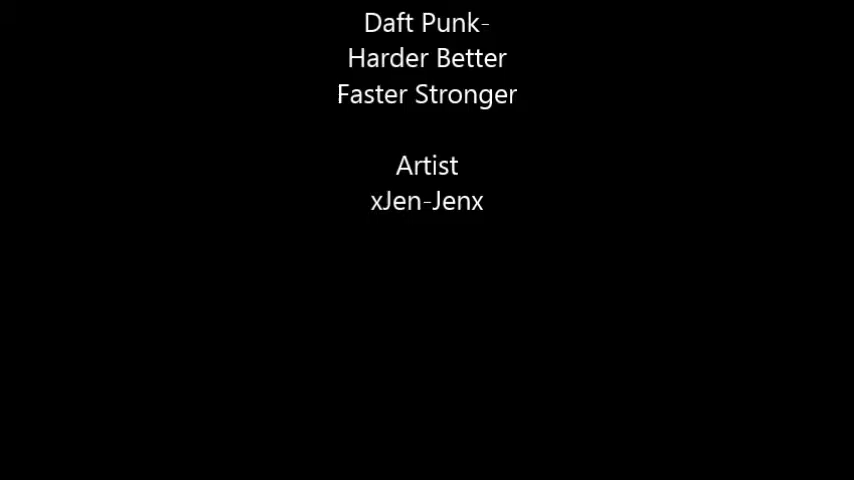 Daft Punk-
Harder Better
Faster Stronger
Artist
xJen-Jenx